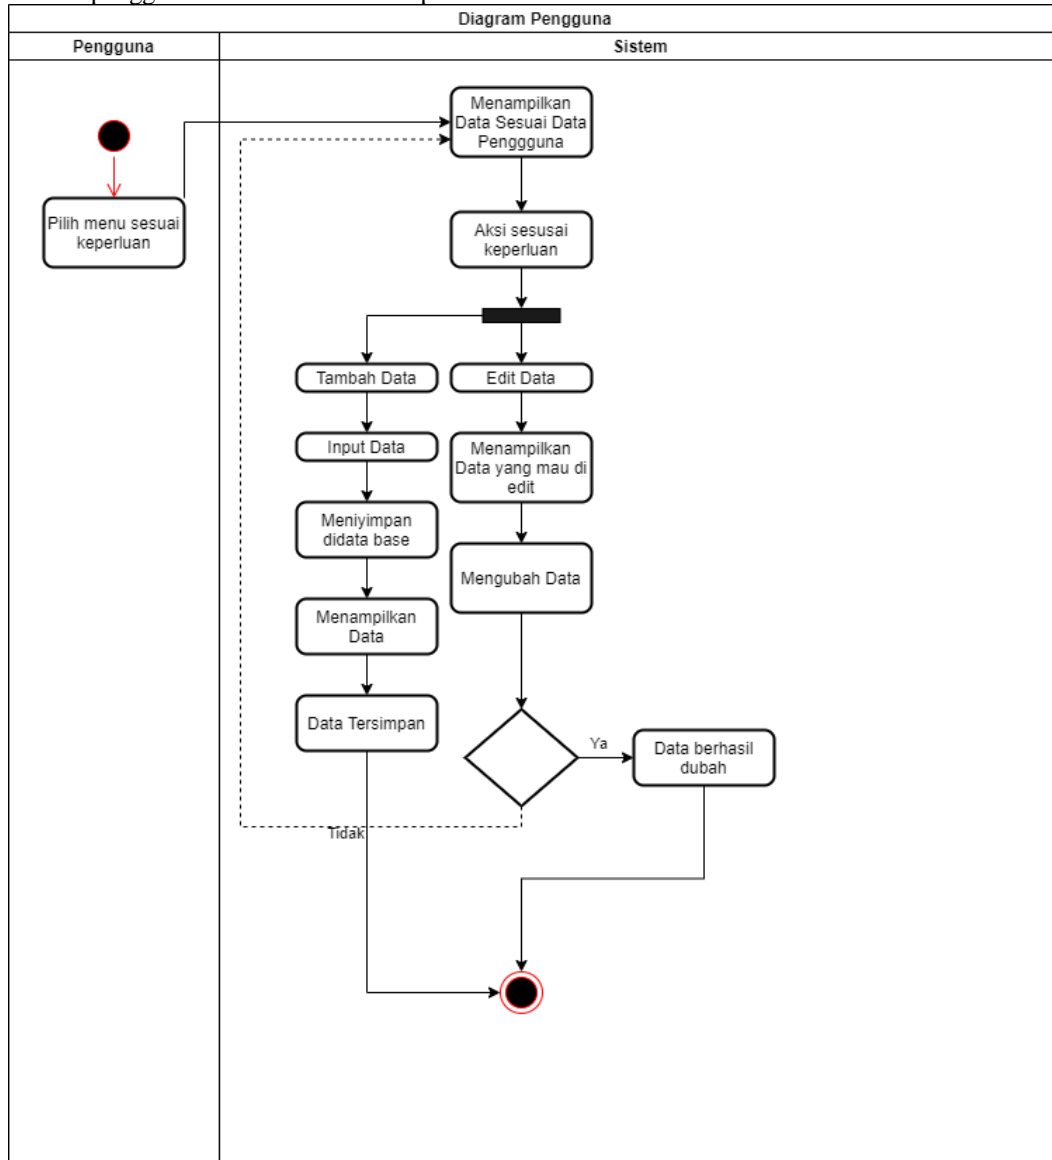 Diagram Pengguna
Pengguna
Sistem
Menampilkan
Data Sesuai Data
Penggguna
Pilih menu sesuai
keperluan
Aksi sesusai
keperluan
Tambah Data
Edit Data
Input Data
Menampilkan
Data yang mau di
edit
Meniyimpan
didata base
Mengubah Data
Menampilkan
Data
Data Tersimpan
Ya
Data berhasil
dubah
Tidak